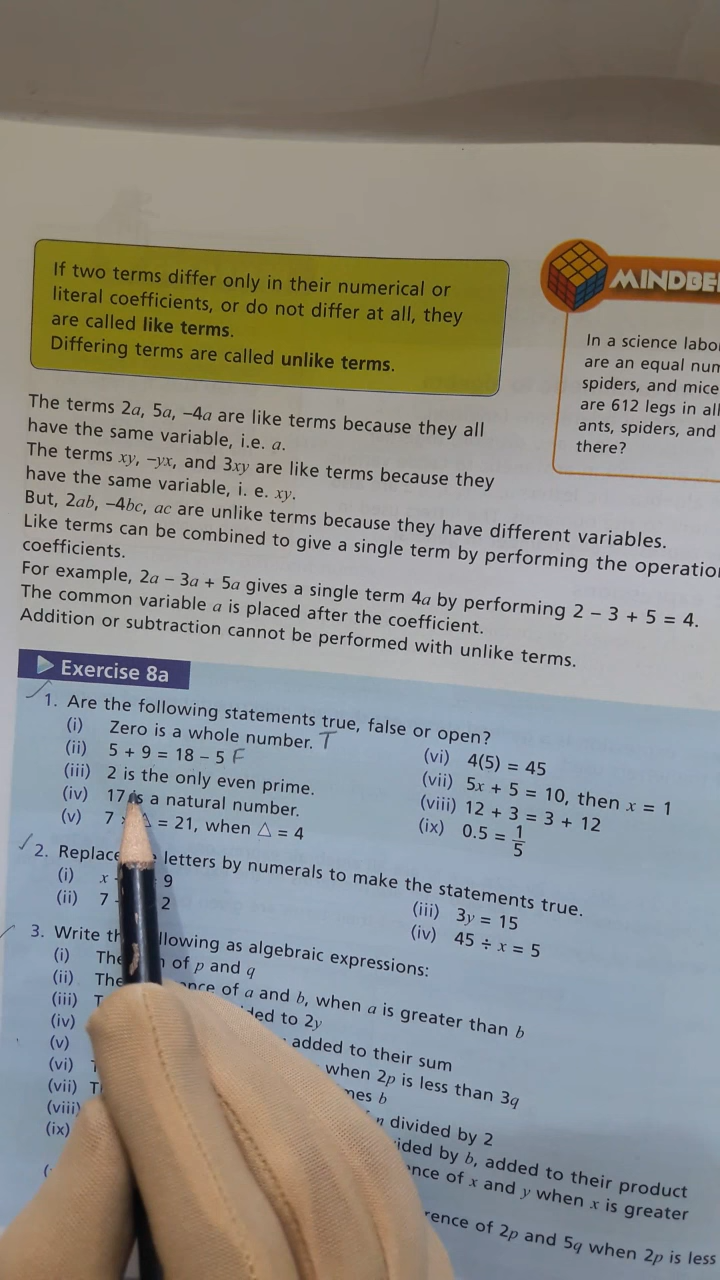 If two terms differ only in their numerical or
literal coefficients, or do not differ at all, they
are called like terms.
Differing terms are called unlike terms.
MINDBE
In a science labo
are an equal num
spiders, and mice
are 612 legs in all
ants, spiders, and
there?
The terms 2a, 5a, –4a are like terms because they all
have the same variable, i.e. a.
The terms xy, –yx, and 3xy are like terms because they
have the same variable, i. e. xy.
But, 2ab, –4bc, ac are unlike terms because they have different variables.
Like terms can be combined to give a single term by performing the operatio
coefficients.
For example, 2a – 3a + 5a gives a single term 4a by performing 2 – 3 + 5 = 4.
The common variable a is placed after the coefficient.
Addition or subtraction cannot be performed with unlike terms.
Exercise 8a
1. Are the following statements true, false or open?
(i) Zero is a whole number. T
(ii) 5 + 9 = 18 – 5 F
(iii) 2 is the only even prime.
(iv) 17 is a natural number.
(v) 7 △ = 21, when △ = 4
(vi) 4(5) = 45
(vii) 5x + 5 = 10, then x = 1
(viii) 12 + 3 = 3 + 12
(ix) 0.5 = 1/5
2. Replace letters by numerals to make the statements true.
(i) x 9
(ii) 7 2
(iii) 3y = 15
(iv) 45 ÷ x = 5
3. Write llowing as algebraic expressions:
(i) The of p and q
(ii) The nce of a and b, when a is greater than b
(iii) T ded to 2y
(iv) added to their sum
(v) when 2p is less than 3q
(vi) mes b
(vii) T n divided by 2
(viii) ided by b, added to their product
(ix) nce of x and y when x is greater
rence of 2p and 5q when 2p is less